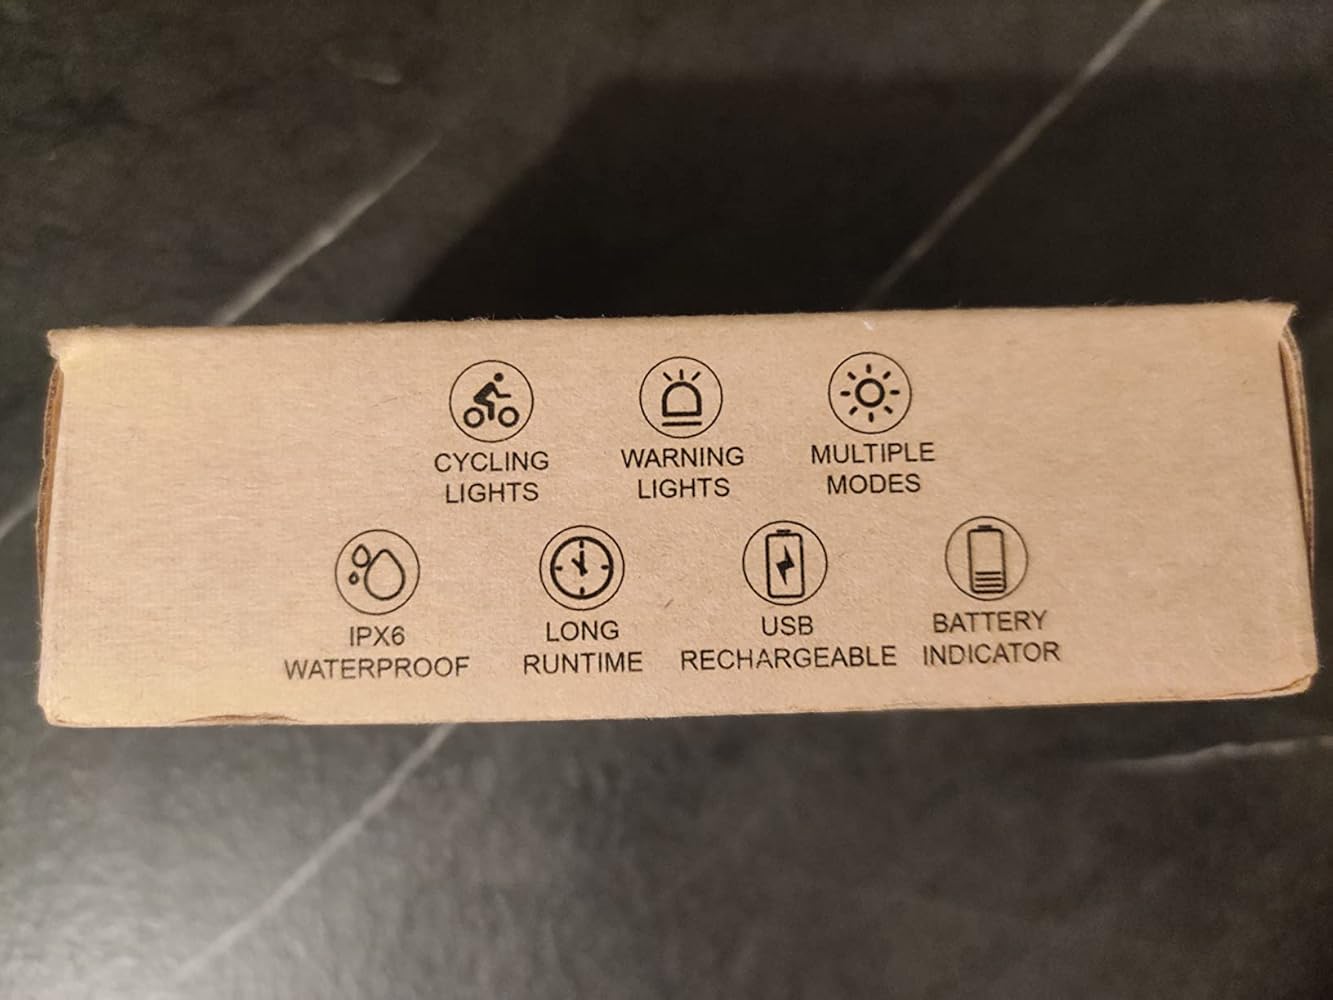 CYCLING
LIGHTS
WARNING
LIGHTS
MULTIPLE
MODES
IPX6
WATERPROOF
LONG
RUNTIME
USB
RECHARGEABLE
BATTERY
INDICATOR